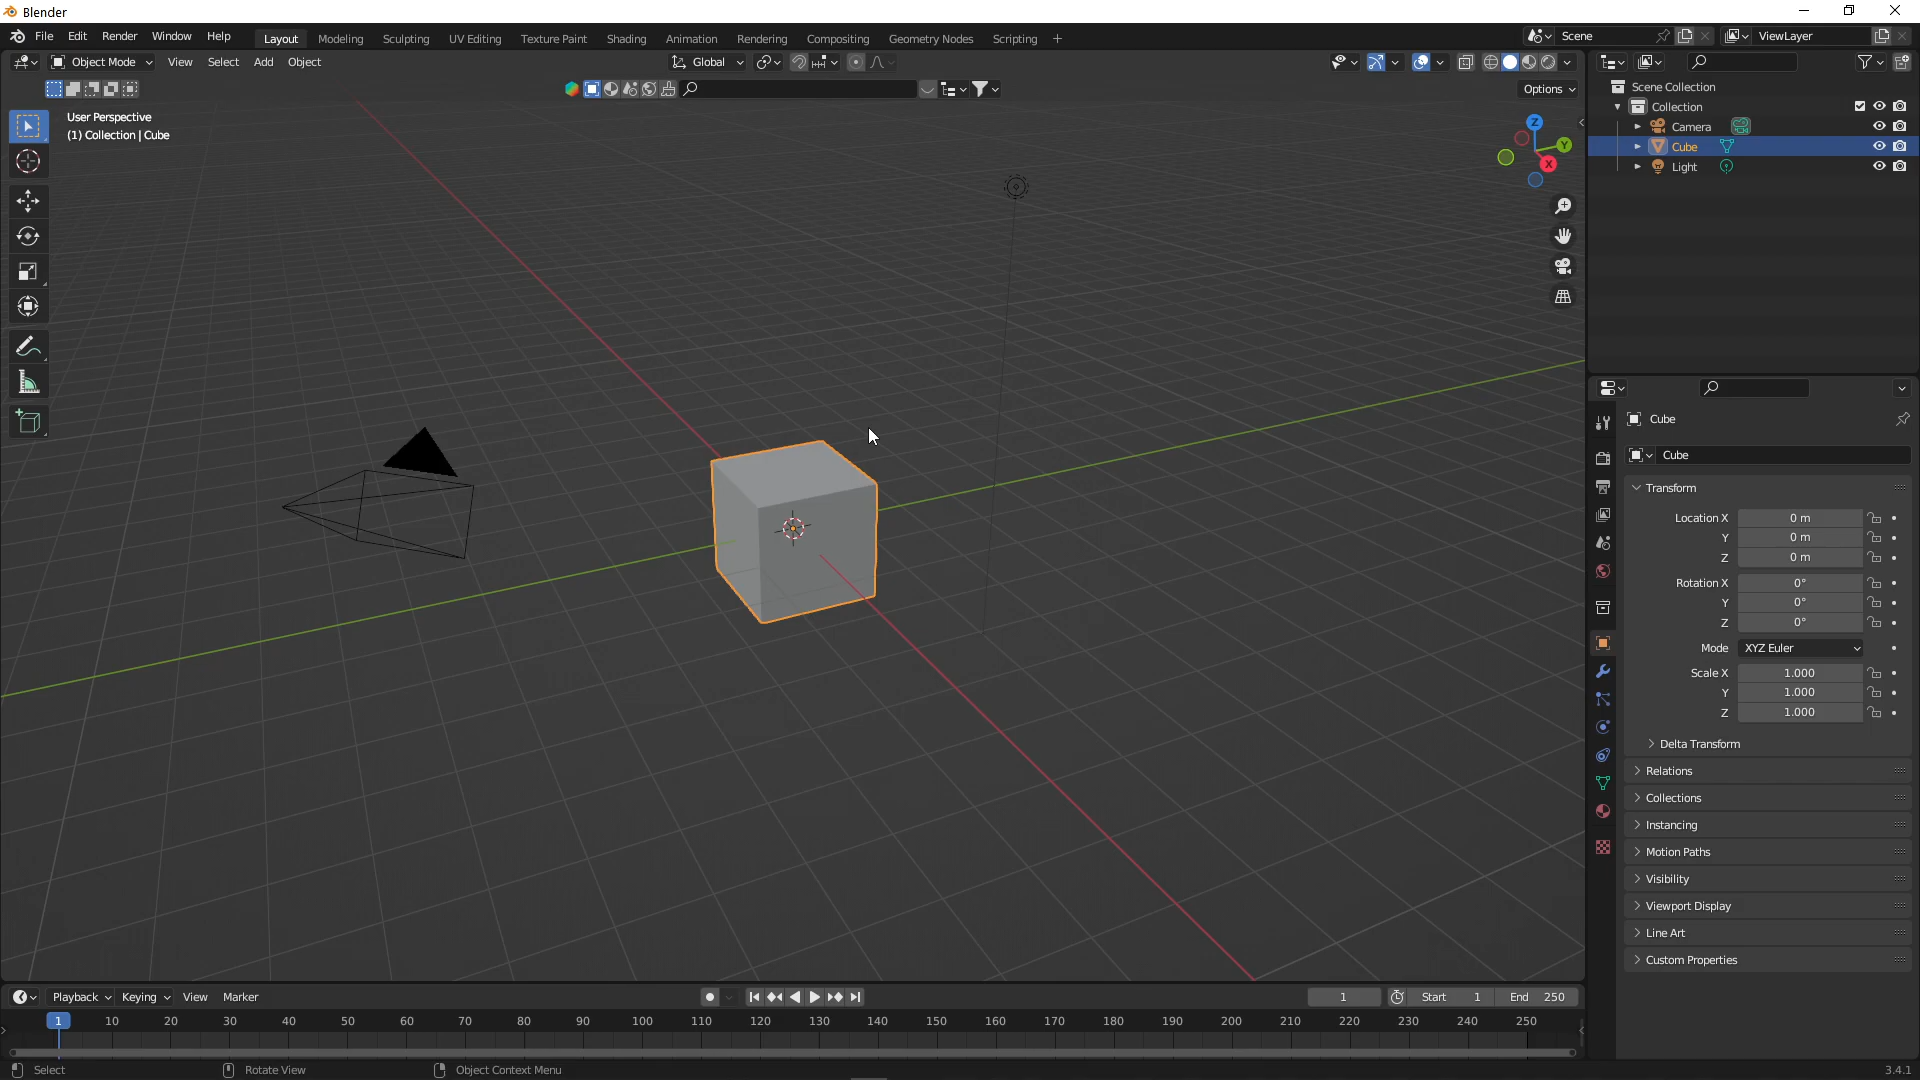 Blender
File Edit Render Window Help Layout Modeling Sculpting UV Editing Texture Paint Shading Animation Rendering Compositing Geometry Nodes Scripting + Scene ViewLayer
Object Mode View Select Add Object Global
Options
User Perspective
(1) Collection | Cube
Z
Y
X
Scene Collection
Collection
Camera
Cube
Light
Cube
Cube
Transform
Location X 0 m
Y 0 m
Z 0 m
Rotation X 0°
Y 0°
Z 0°
Mode XYZ Euler
Scale X 1.000
Y 1.000
Z 1.000
Delta Transform
Relations
Collections
Instancing
Motion Paths
Visibility
Viewport Display
Line Art
Custom Properties
Playback Keying View Marker 1 Start 1 End 250
1 10 20 30 40 50 60 70 80 90 100 110 120 130 140 150 160 170 180 190 200 210 220 230 240 250
Select Rotate View Object Context Menu 3.4.1